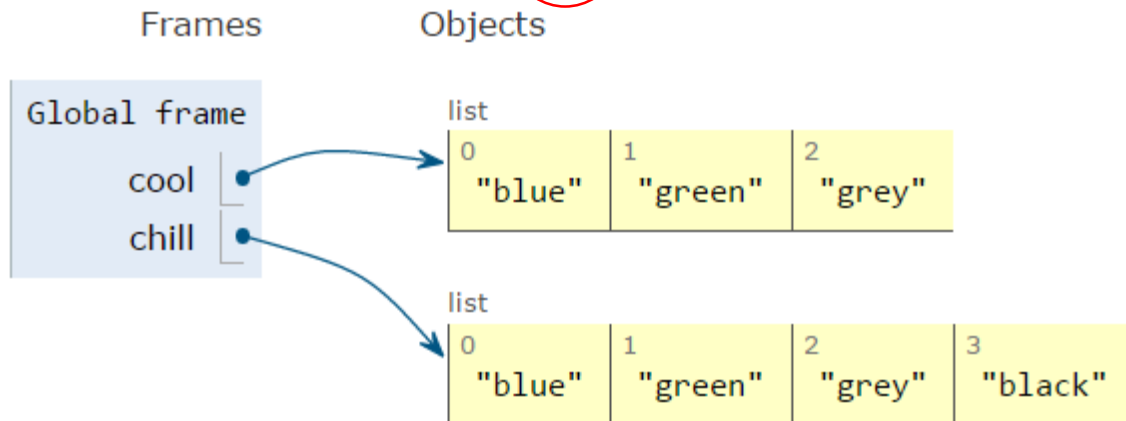 Frames Objects
Global frame
list
0 1 2
cool "blue" "green" "grey"
chill
list
0 1 2 3
"blue" "green" "grey" "black"